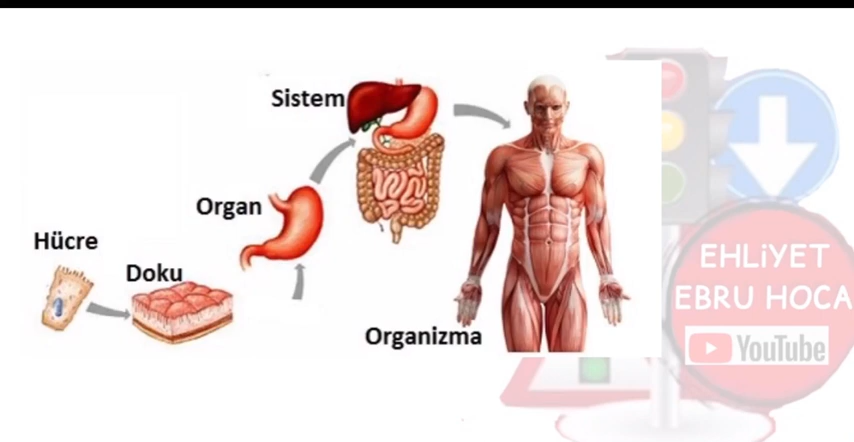 Sistem
Organ
Hücre
Doku
Organizma
EHLİYET
EBRU HOCA
YouTube